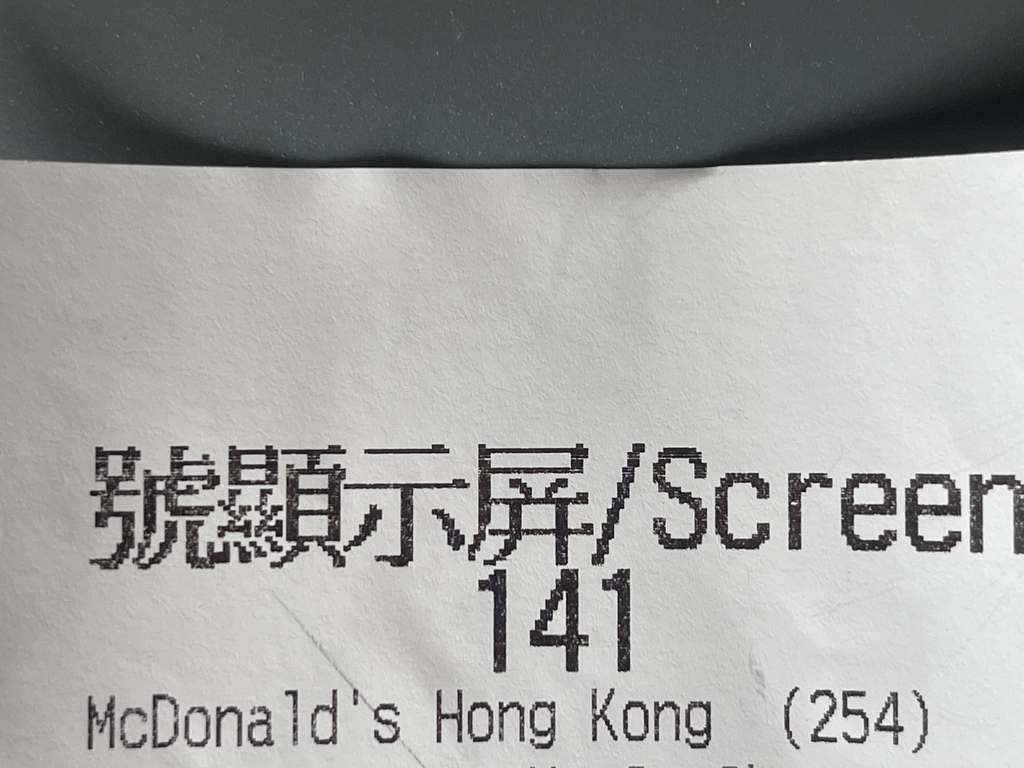 號顯示屏/Screen
141
McDonald's Hong Kong (254)